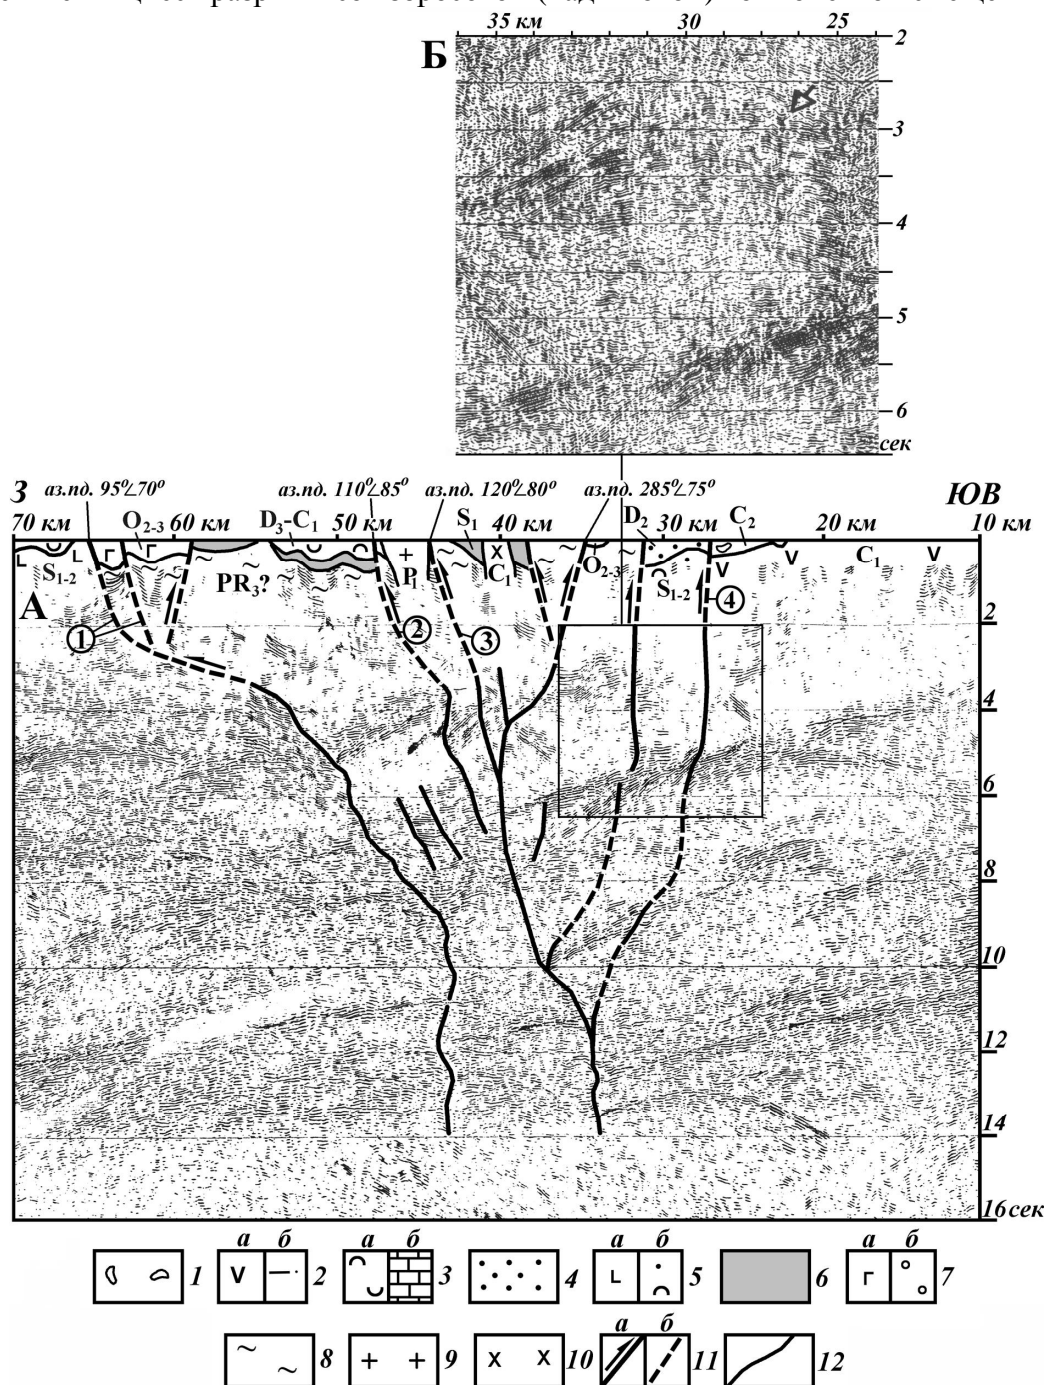 35 км 30 25
Б
2
3
4
5
6
сек
З аз.пд. 95°∠70° аз.пд. 110°∠85° аз.пд. 120°∠80° аз.пд. 285°∠75° ЮВ
70 км O₂₋₃ 60 км D₃-C₁ 50 км S₁ 40 км D₂ 30 км C₂ 20 км 10 км
S₁₋₂ PR₃? P₁ C₁ O₂₋₃ S₁₋₂ C₁
А
1 2 3 4
2
4
6
8
10
12
14
16 сек
1 а б 2 а б 3 4 а б 5 6 а б 7
8 9 10 а б 11 12